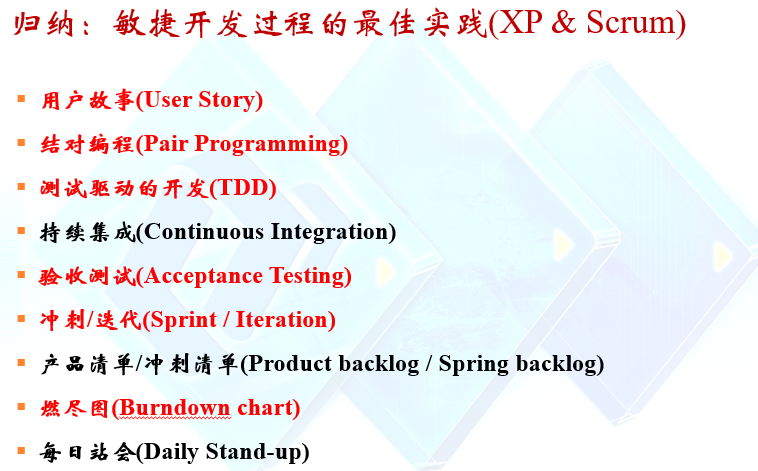 归纳：敏捷开发过程的最佳实践(XP & Scrum)
▪ 用户故事(User Story)
▪ 结对编程(Pair Programming)
▪ 测试驱动的开发(TDD)
▪ 持续集成(Continuous Integration)
▪ 验收测试(Acceptance Testing)
▪ 冲刺/迭代(Sprint / Iteration)
▪ 产品清单/冲刺清单(Product backlog / Spring backlog)
▪ 燃尽图(Burndown chart)
▪ 每日站会(Daily Stand-up)